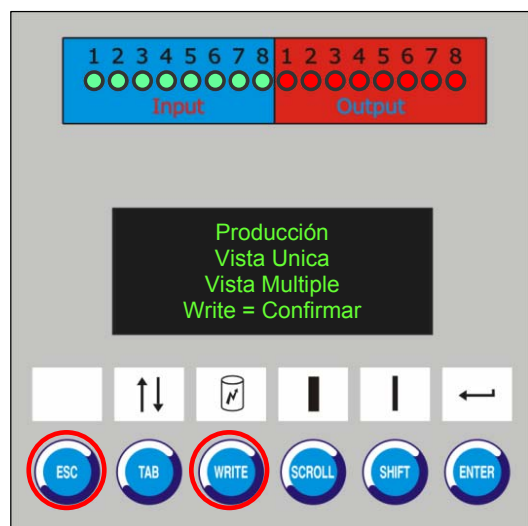 1 2 3 4 5 6 7 8 1 2 3 4 5 6 7 8
Input Output
Producción
Vista Unica
Vista Multiple
Write = Confirmar
ESC TAB WRITE SCROLL SHIFT ENTER